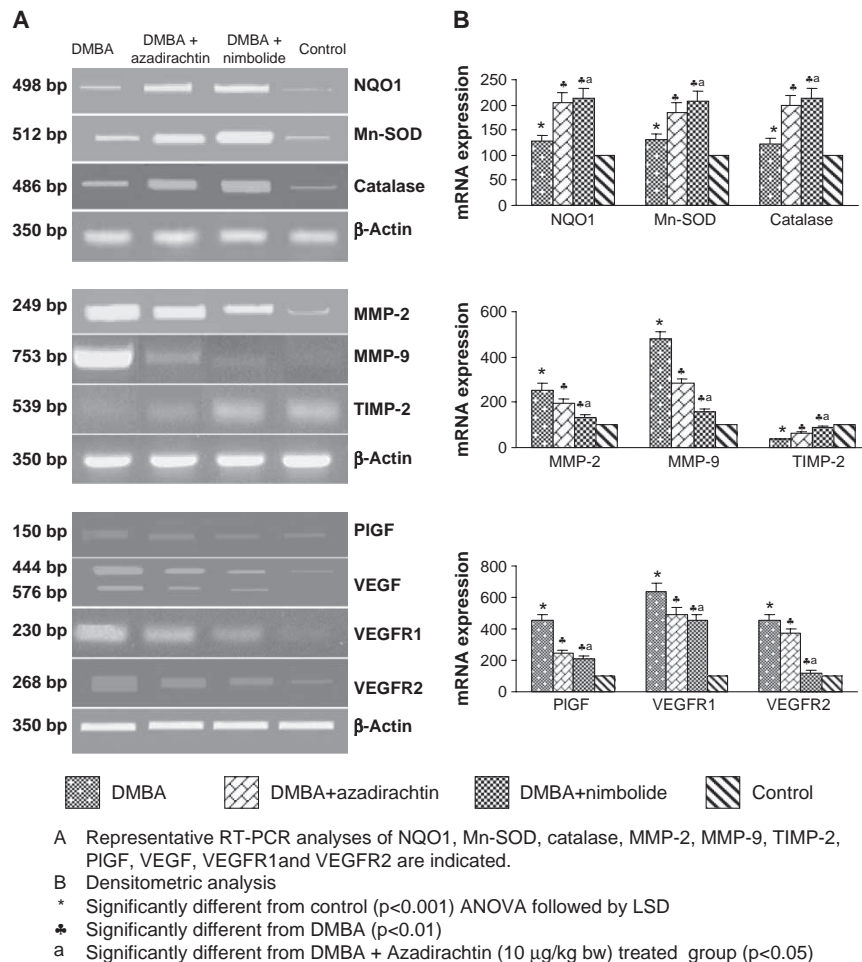 A
DMBA
DMBA + azadirachtin
DMBA + nimbolide
Control
498 bp NQO1
512 bp Mn-SOD
486 bp Catalase
350 bp β-Actin
249 bp MMP-2
753 bp MMP-9
539 bp TIMP-2
350 bp β-Actin
150 bp PIGF
444 bp
576 bp VEGF
230 bp VEGFR1
268 bp VEGFR2
350 bp β-Actin
B
mRNA expression
250
200
150
100
50
0
* ♣ ♣a * ♣ ♣a * ♣ ♣a
NQO1 Mn-SOD Catalase
mRNA expression
600
400
200
0
* ♣ ♣a * ♣ ♣a * ♣ ♣a
MMP-2 MMP-9 TIMP-2
mRNA expression
800
600
400
200
0
* ♣ ♣a * ♣ ♣a * ♣ ♣a
PIGF VEGFR1 VEGFR2
DMBA DMBA+azadirachtin DMBA+nimbolide Control
A Representative RT-PCR analyses of NQO1, Mn-SOD, catalase, MMP-2, MMP-9, TIMP-2,
PIGF, VEGF, VEGFR1and VEGFR2 are indicated.
B Densitometric analysis
* Significantly different from control (p<0.001) ANOVA followed by LSD
♣ Significantly different from DMBA (p<0.01)
a Significantly different from DMBA + Azadirachtin (10 μg/kg bw) treated group (p<0.05)